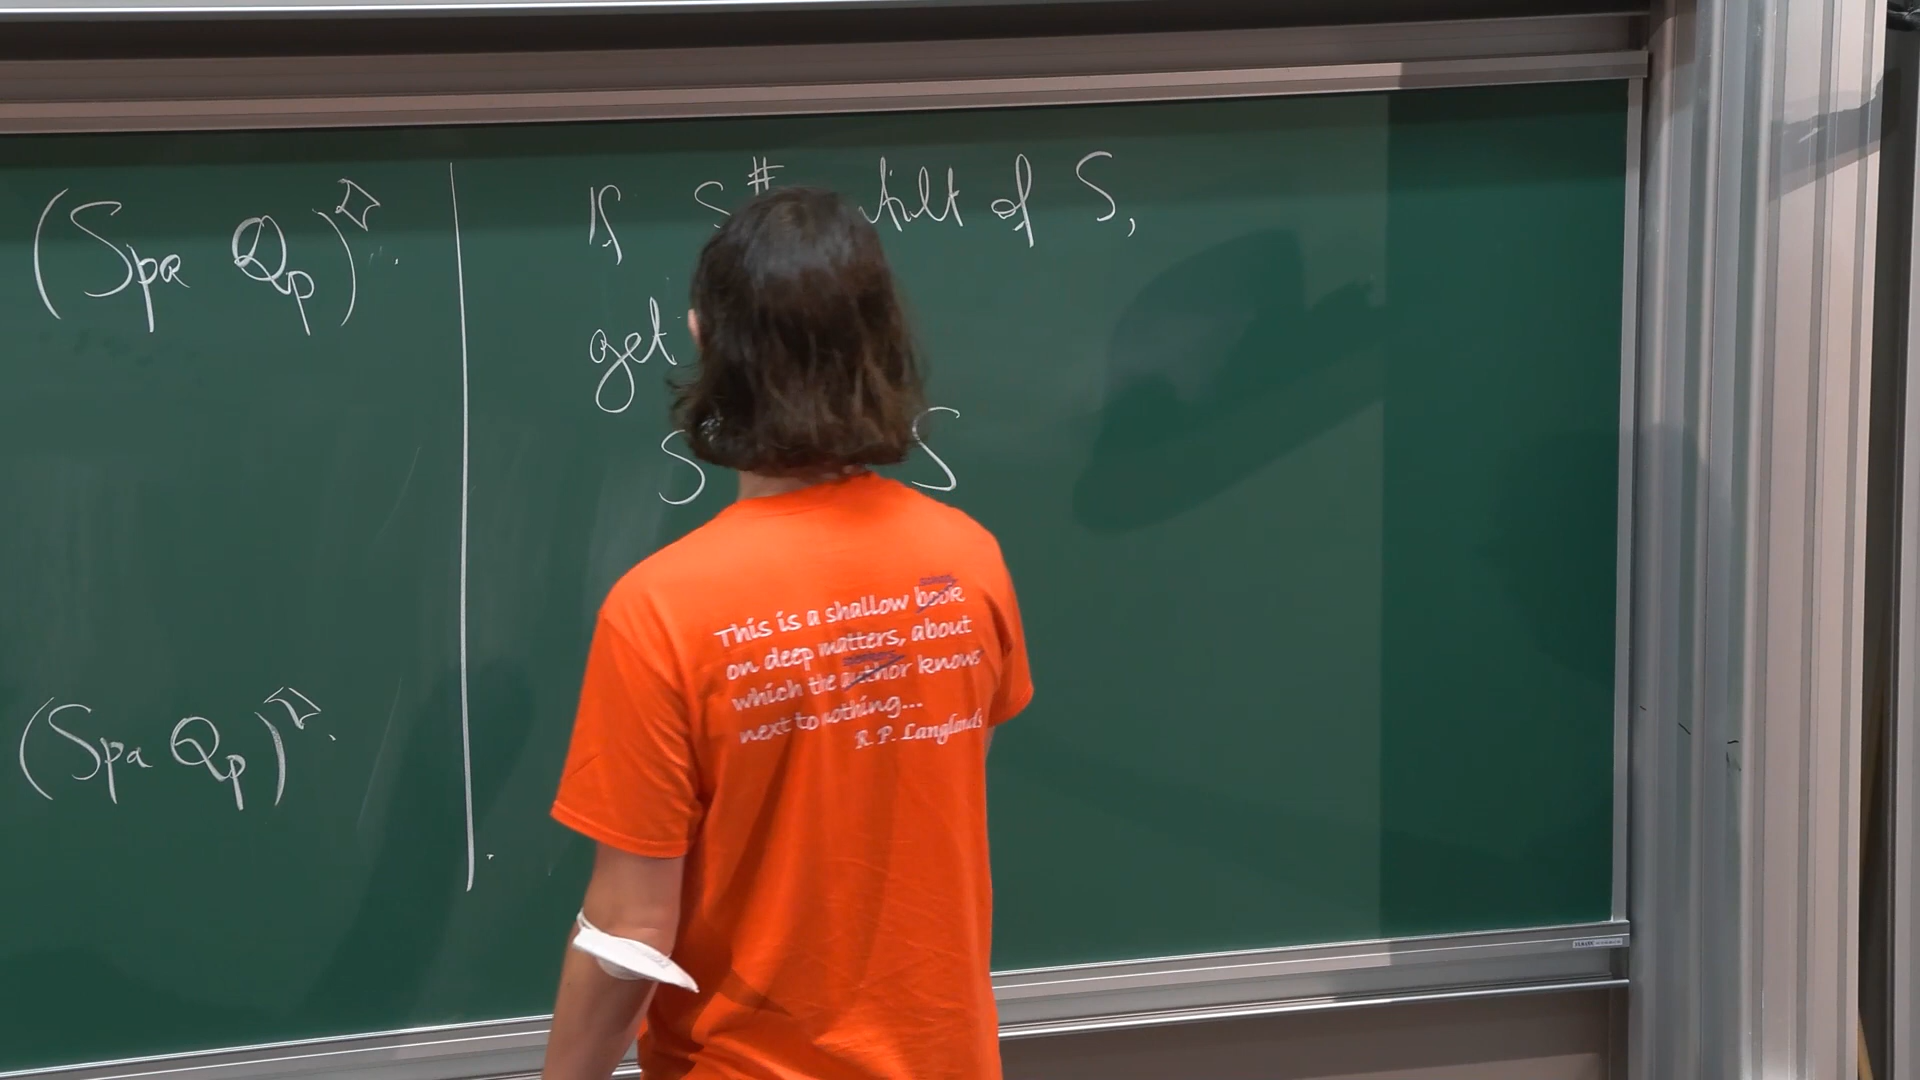 (Spa Qp)◇.
(Spa Qp)◇.
If S# tilt of S,
get
S S
This is a shallow book
on deep matters, about
speakers
which the author knows
next to nothing...
R. P. Langlands